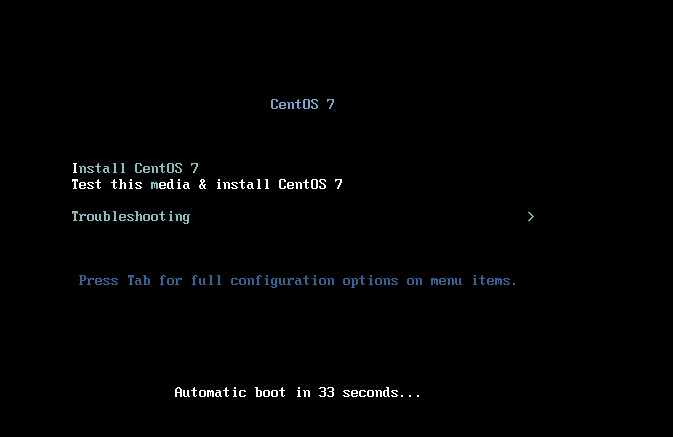 CentOS 7
Install CentOS 7
Test this media & install CentOS 7
Troubleshooting >
Press Tab for full configuration options on menu items.
Automatic boot in 33 seconds...